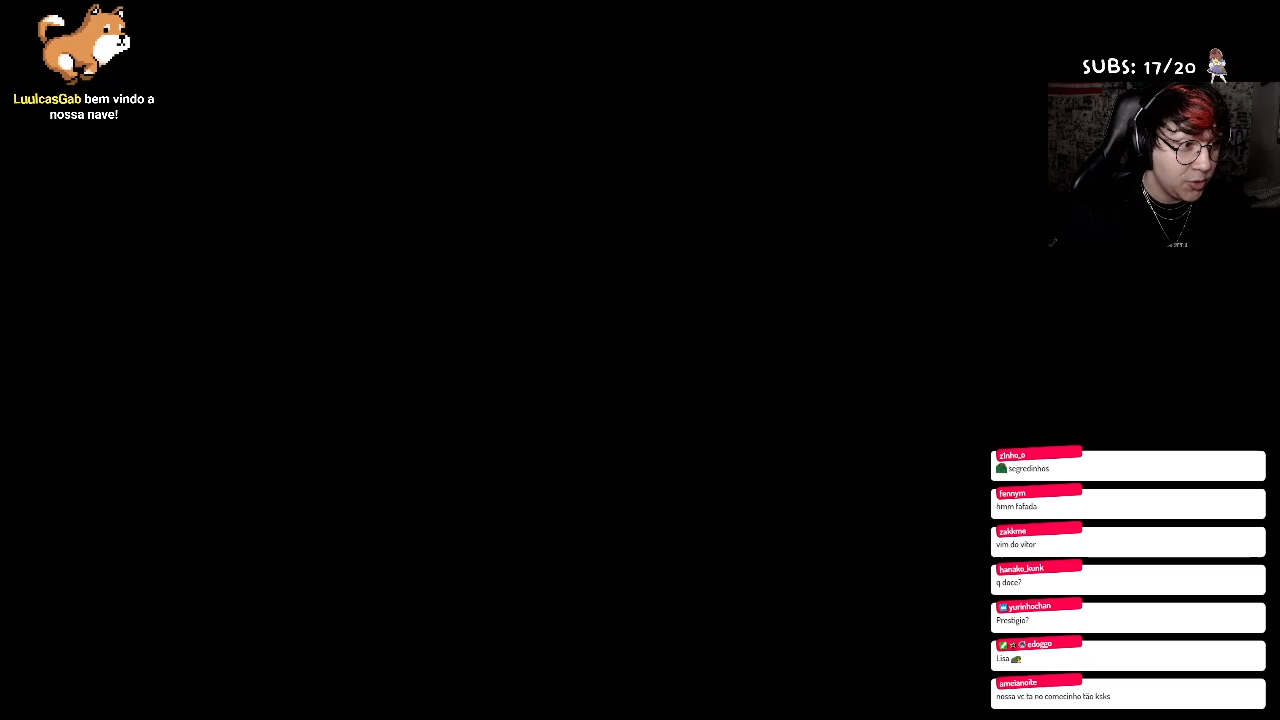 LuulcasGab bem vindo a
nossa nave!
SUBS: 17/20
z1nho_o
segredinhos
fennym
hmm fafada
zakkme
vim do vitor
hanako_kunk
q doce?
yurinhochan
Prestigio?
edoggo
Lisa
ameianoite
nossa vc ta no comecinho tão ksks